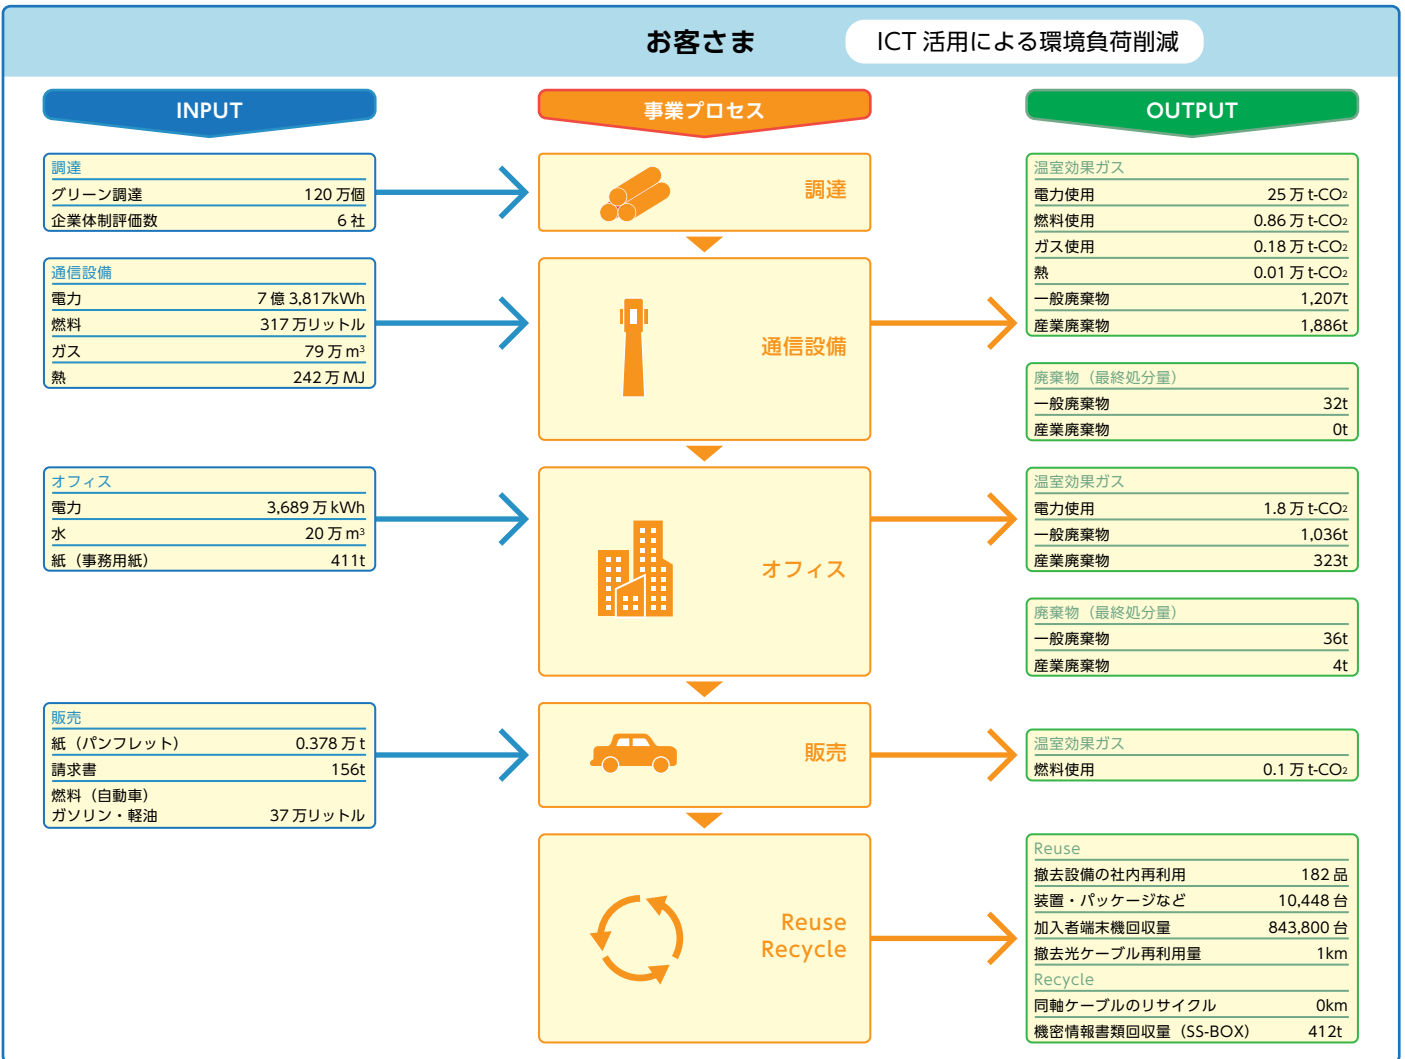 お客さま ICT 活用による環境負荷削減
INPUT
事業プロセス
OUTPUT
調達
グリーン調達 120 万個
企業体制評価数 6 社
通信設備
電力 7 億 3,817kWh
燃料 317 万リットル
ガス 79 万 m³
熱 242 万 MJ
オフィス
電力 3,689 万 kWh
水 20 万 m³
紙（事務用紙） 411t
販売
紙（パンフレット） 0.378 万 t
請求書 156t
燃料（自動車）
ガソリン・軽油 37 万リットル
調達
通信設備
オフィス
販売
Reuse
Recycle
温室効果ガス
電力使用 25 万 t-CO₂
燃料使用 0.86 万 t-CO₂
ガス使用 0.18 万 t-CO₂
熱 0.01 万 t-CO₂
一般廃棄物 1,207t
産業廃棄物 1,886t
廃棄物（最終処分量）
一般廃棄物 32t
産業廃棄物 0t
温室効果ガス
電力使用 1.8 万 t-CO₂
一般廃棄物 1,036t
産業廃棄物 323t
廃棄物（最終処分量）
一般廃棄物 36t
産業廃棄物 4t
温室効果ガス
燃料使用 0.1 万 t-CO₂
Reuse
撤去設備の社内再利用 182 品
装置・パッケージなど 10,448 台
加入者端末機回収量 843,800 台
撤去光ケーブル再利用量 1km
Recycle
同軸ケーブルのリサイクル 0km
機密情報書類回収量（SS-BOX） 412t